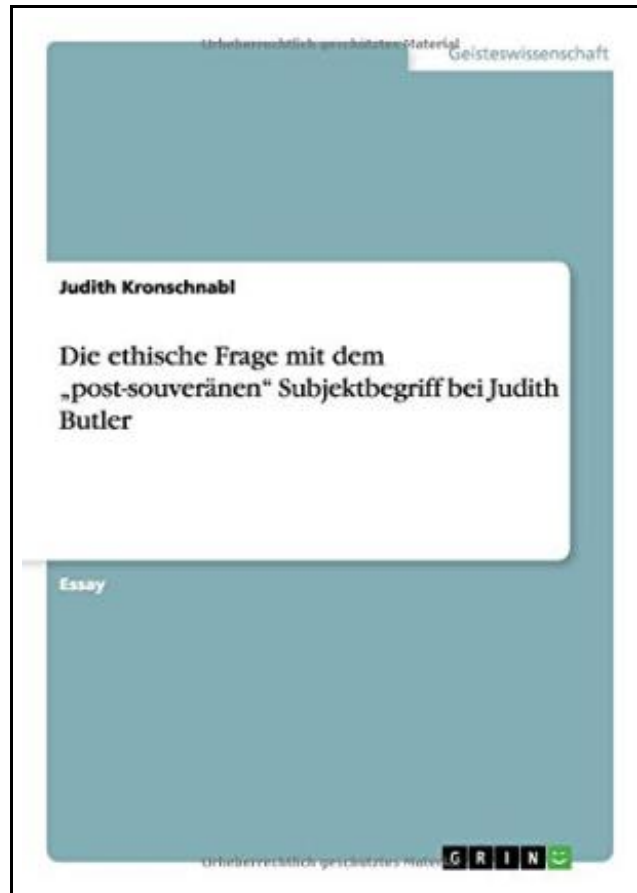 Urheberrechtlich geschütztes Material
Geisteswissenschaft
Judith Kronschnabl
Die ethische Frage mit dem
„post-souveränen“ Subjektbegriff bei Judith
Butler
Essay
Urheberrechtlich geschütztes Mater
GRIN